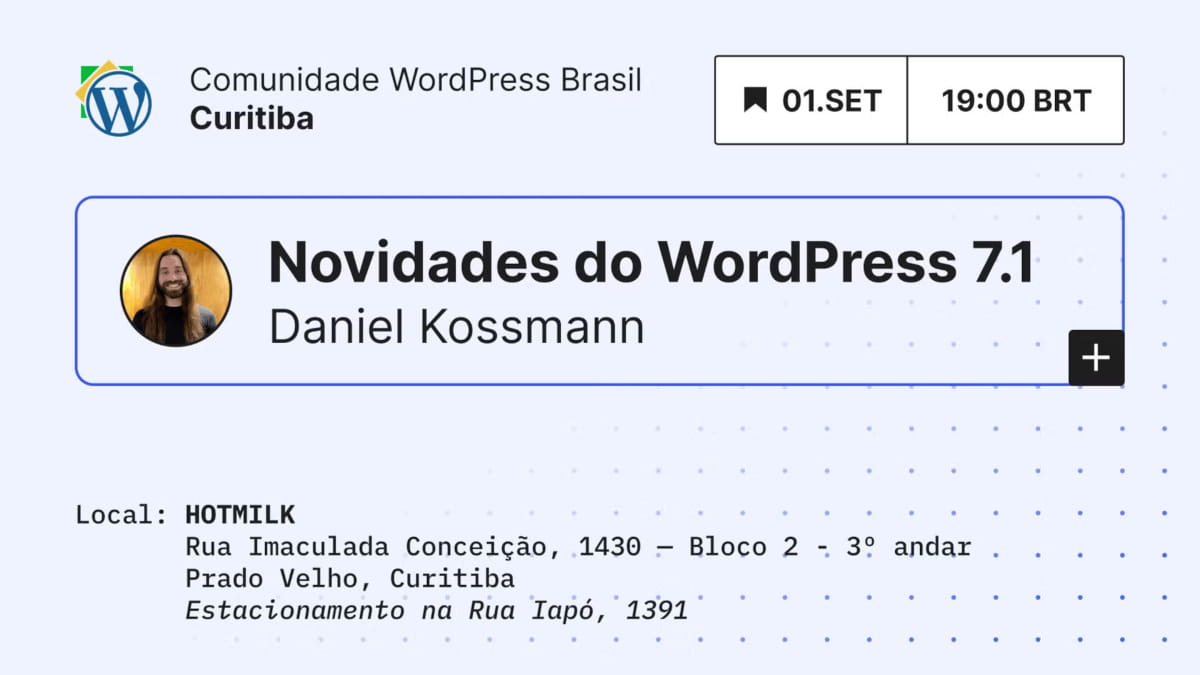 Comunidade WordPress Brasil
Curitiba
01.SET
19:00 BRT
Novidades do WordPress 7.1
Daniel Kossmann
Local: HOTMILK
Rua Imaculada Conceição, 1430 — Bloco 2 - 3º andar
Prado Velho, Curitiba
Estacionamento na Rua Iapó, 1391